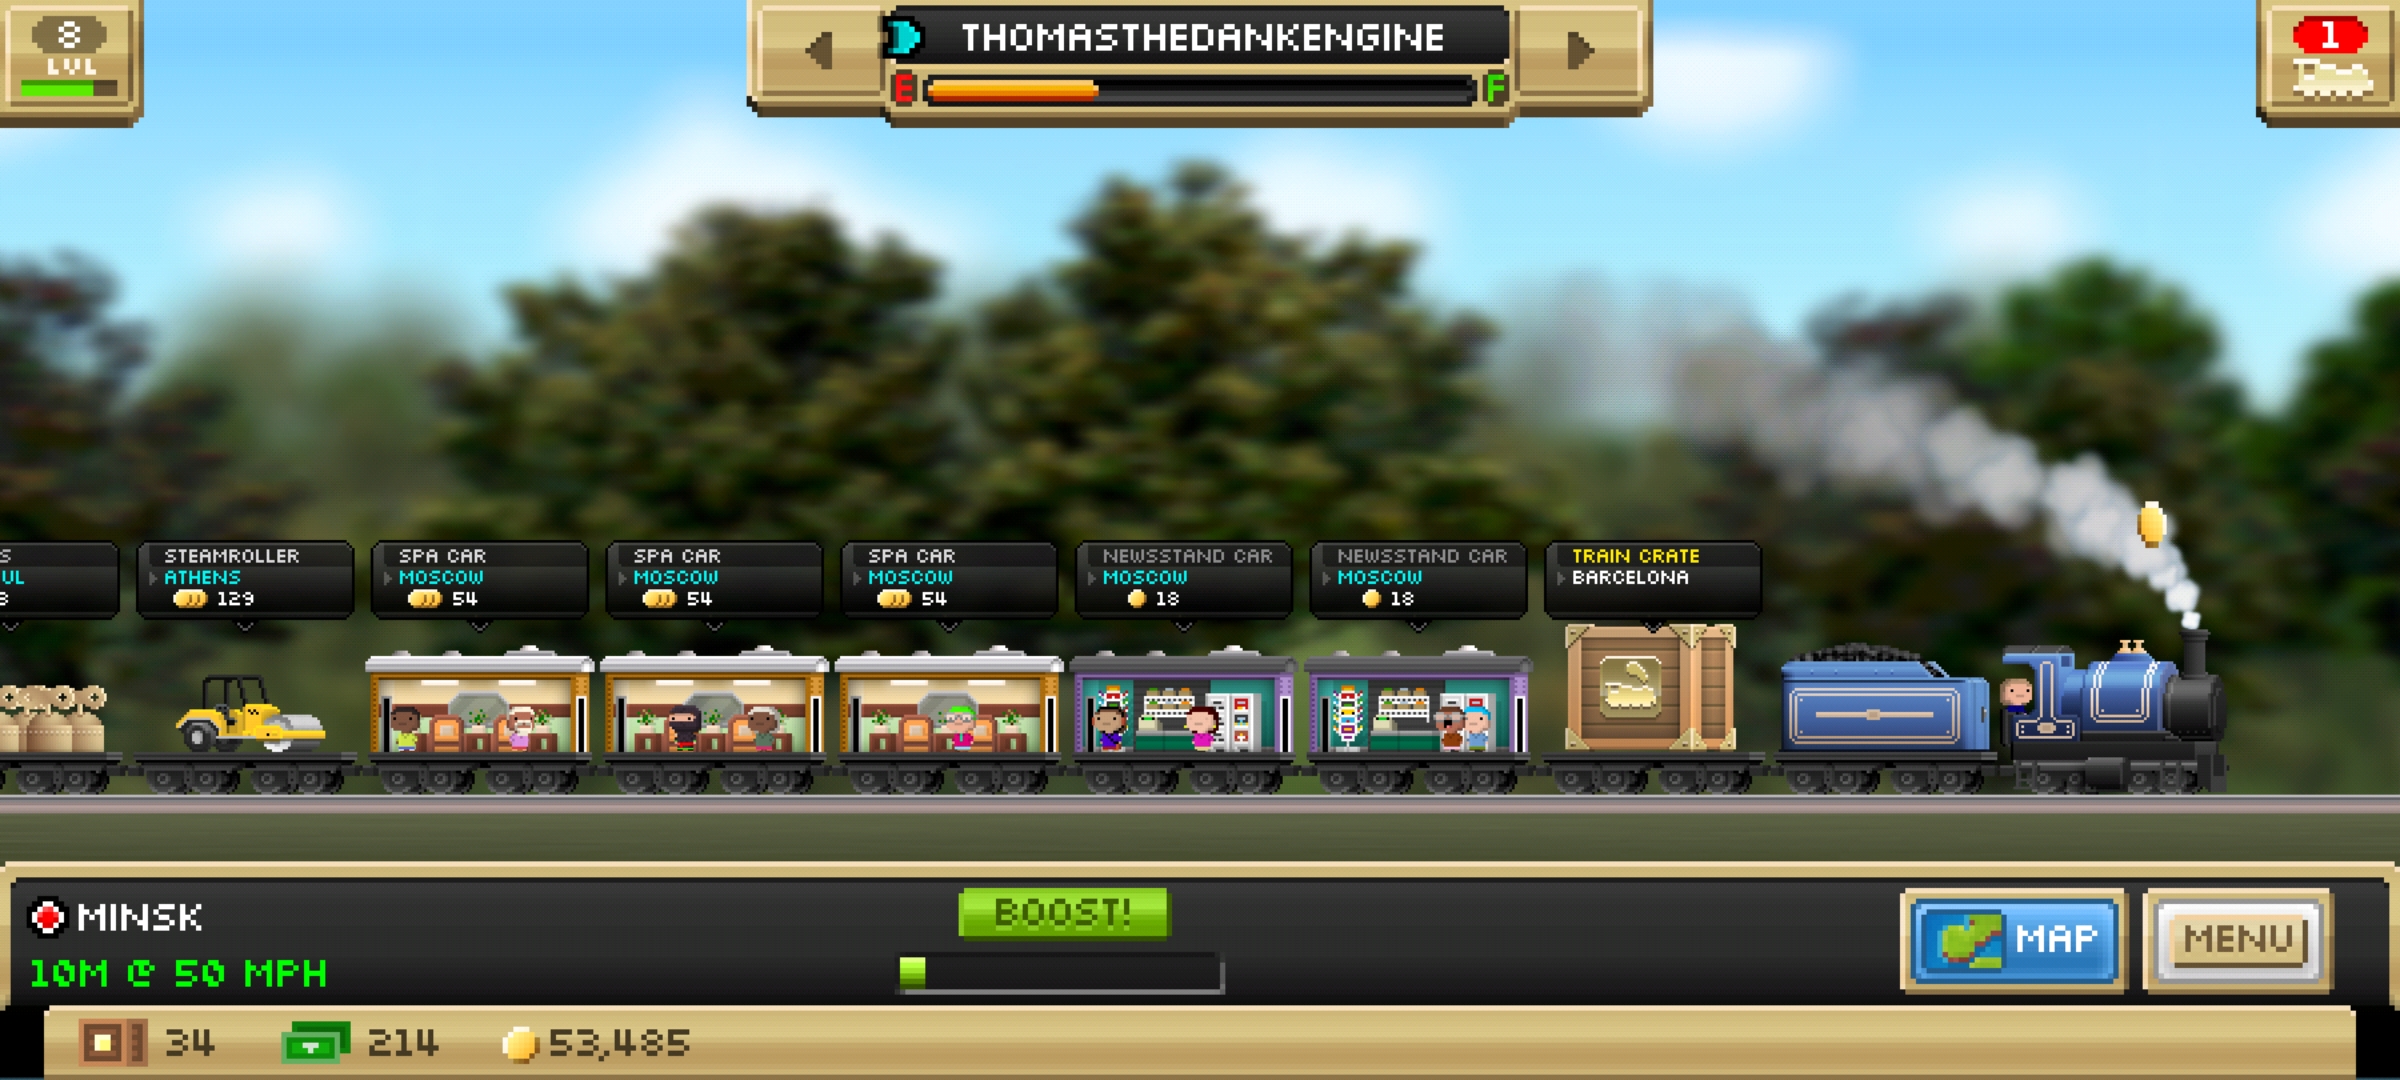 8
LVL
THOMASTHEDANKENGINE
E F
1
S
UL
STEAMROLLER
ATHENS
129
SPA CAR
MOSCOW
54
SPA CAR
MOSCOW
54
SPA CAR
MOSCOW
54
NEWSSTAND CAR
MOSCOW
18
NEWSSTAND CAR
MOSCOW
18
TRAIN CRATE
BARCELONA
MINSK
10M @ 50 MPH
BOOST!
MAP
MENU
34
214
53,485